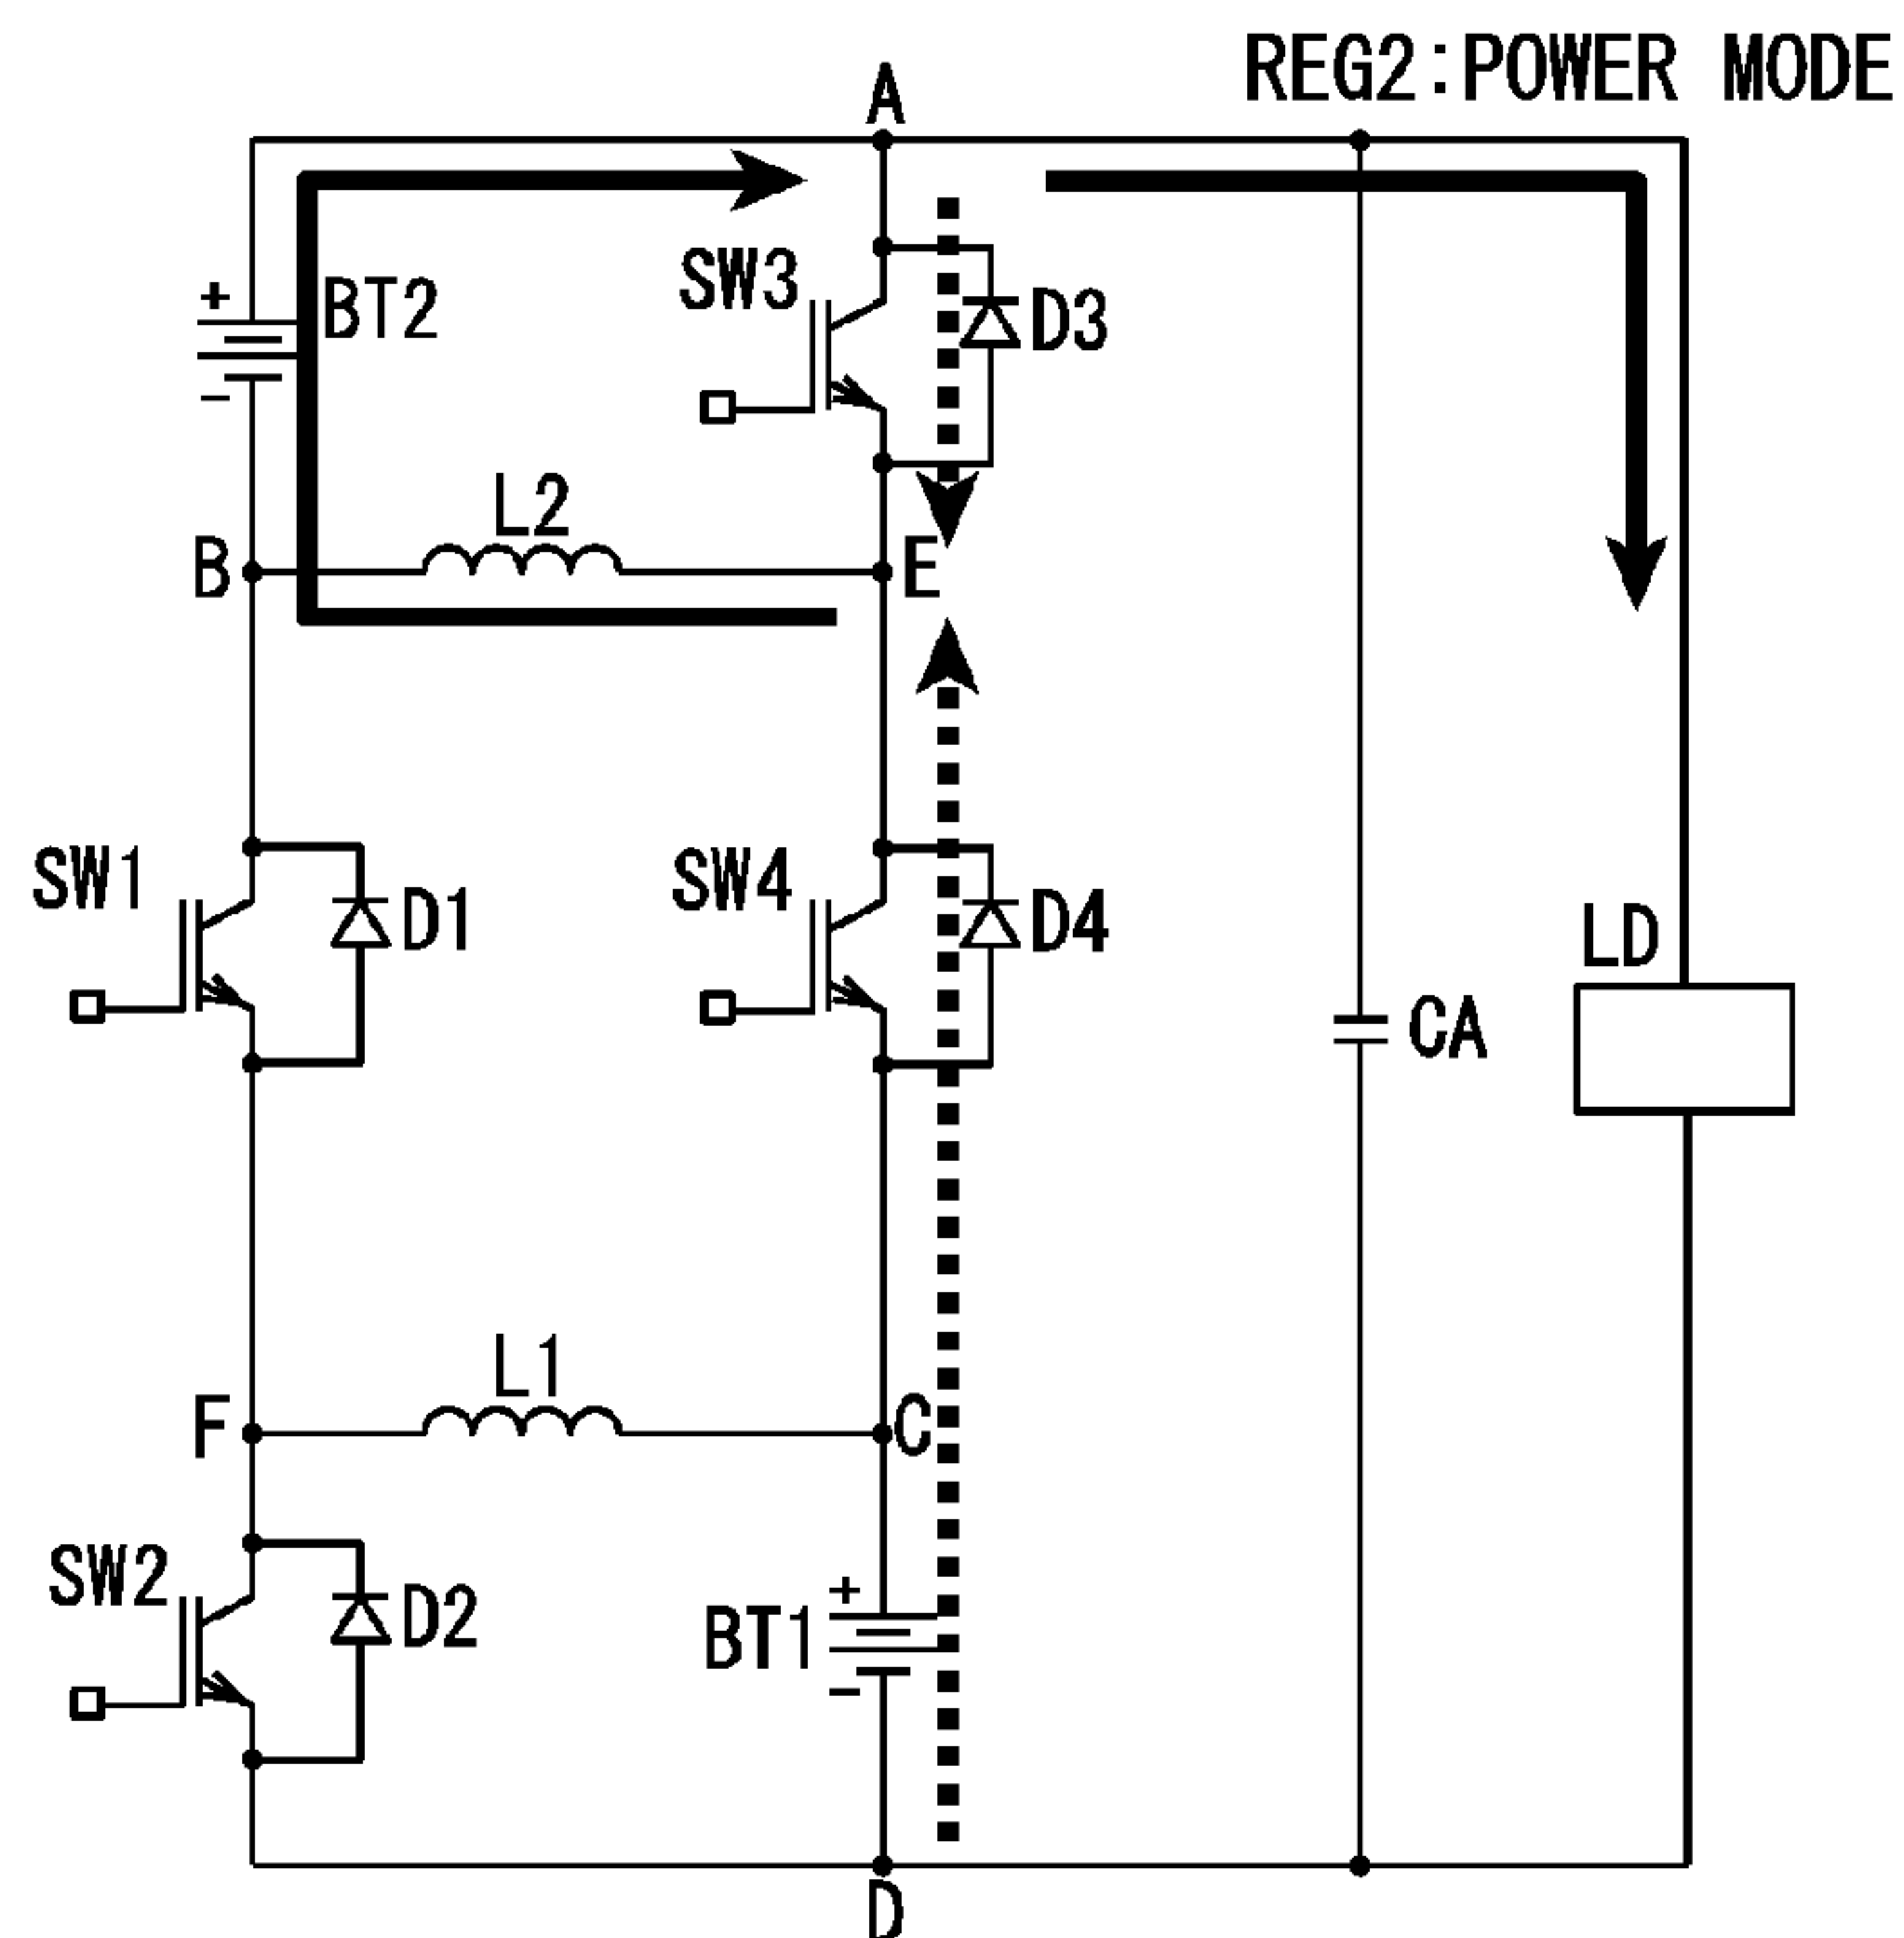 REG2:POWER MODE
A
SW3
+
BT2
D3
-
L2
B
E
SW1
SW4
D1
D4
LD
CA
L1
F
C
SW2
+
D2
BT1
-
D